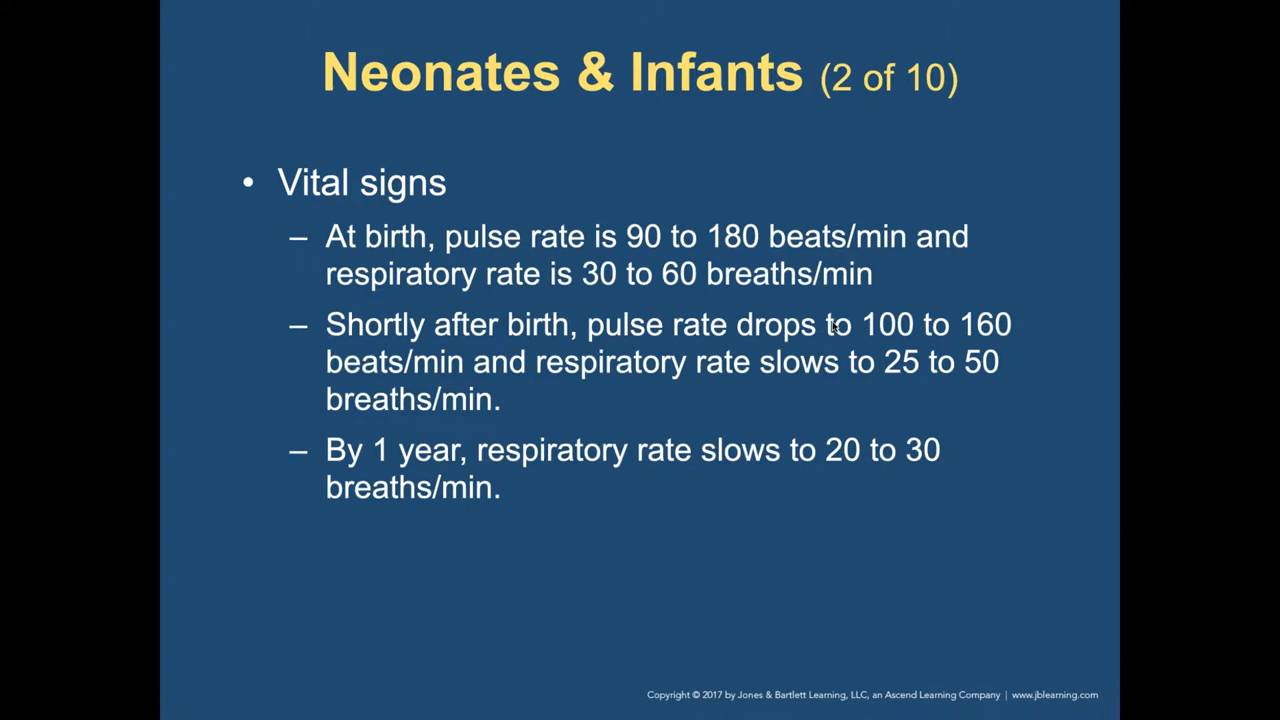 Neonates & Infants (2 of 10)
• Vital signs
– At birth, pulse rate is 90 to 180 beats/min and
respiratory rate is 30 to 60 breaths/min
– Shortly after birth, pulse rate drops to 100 to 160
beats/min and respiratory rate slows to 25 to 50
breaths/min.
– By 1 year, respiratory rate slows to 20 to 30
breaths/min.
Copyright © 2017 by Jones & Bartlett Learning, LLC, an Ascend Learning Company | www.jblearning.com